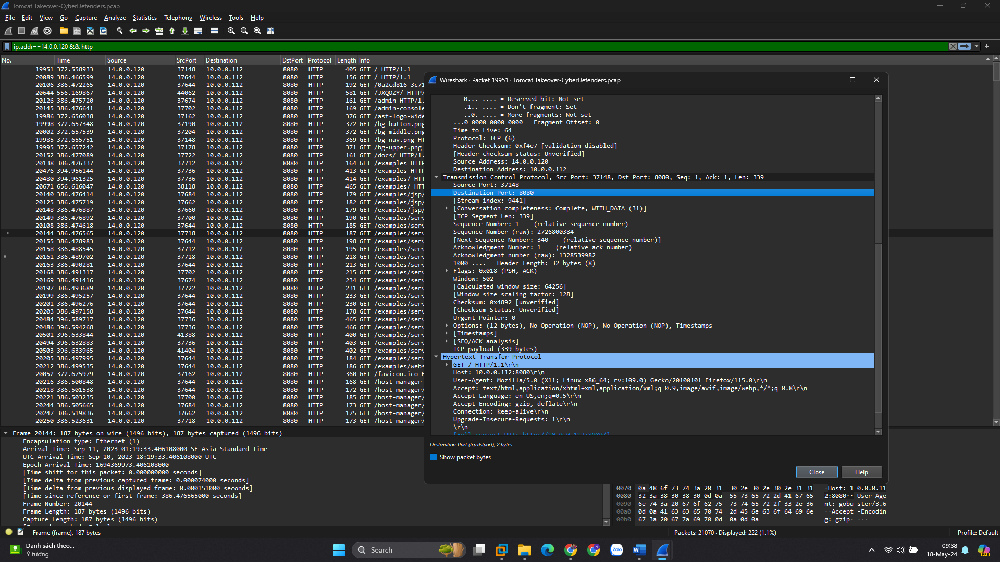 Tomcat Takeover-CyberDefenders.pcap
File Edit View Go Capture Analyze Statistics Telephony Wireless Tools Help
ip.addr==14.0.0.120 && http
No. Time Source SrcPort Destination DstPort Protocol Length Info
19951 372.558933 14.0.0.120 37148 10.0.0.112 8080 HTTP 405 GET / HTTP/1.1
20089 386.466599 14.0.0.120 37644 10.0.0.112 8080 HTTP 156 GET / HTTP/1.1
20106 386.472265 14.0.0.120 37644 10.0.0.112 8080 HTTP 192 GET /0a2cd816-3c71
20644 556.169867 14.0.0.120 44062 10.0.0.112 8080 HTTP 581 GET /JXQOZY/ HTTP/
20126 386.475720 14.0.0.120 37674 10.0.0.112 8080 HTTP 161 GET /admin HTTP/1.
20145 386.476641 14.0.0.120 37702 10.0.0.112 8080 HTTP 169 GET /admin-console
19986 372.656038 14.0.0.120 37162 10.0.0.112 8080 HTTP 376 GET /asf-logo-wide
19998 372.657348 14.0.0.120 37190 10.0.0.112 8080 HTTP 372 GET /bg-button.png
20002 372.657539 14.0.0.120 37204 10.0.0.112 8080 HTTP 372 GET /bg-middle.png
19985 372.655751 14.0.0.120 37148 10.0.0.112 8080 HTTP 369 GET /bg-nav.png HT
19995 372.657242 14.0.0.120 37178 10.0.0.112 8080 HTTP 371 GET /bg-upper.png
20152 386.477089 14.0.0.120 37722 10.0.0.112 8080 HTTP 161 GET /docs/ HTTP/1.
20138 386.476337 14.0.0.120 37712 10.0.0.112 8080 HTTP 164 GET /examples HTTP
20476 394.956144 14.0.0.120 37736 10.0.0.112 8080 HTTP 413 GET /examples HTTP
20480 394.961325 14.0.0.120 37736 10.0.0.112 8080 HTTP 414 GET /examples/ HT
20671 656.616047 14.0.0.120 38118 10.0.0.112 8080 HTTP 465 GET /examples/ HT
20140 386.476414 14.0.0.120 37684 10.0.0.112 8080 HTTP 179 GET /examples/jsp/
20125 386.475719 14.0.0.120 37662 10.0.0.112 8080 HTTP 182 GET /examples/jsp/
20148 386.476887 14.0.0.120 37660 10.0.0.112 8080 HTTP 179 GET /examples/jsp/
20149 386.476892 14.0.0.120 37700 10.0.0.112 8080 HTTP 190 GET /examples/serv
20108 386.474618 14.0.0.120 37644 10.0.0.112 8080 HTTP 185 GET /examples/serv
20144 386.476565 14.0.0.120 37718 10.0.0.112 8080 HTTP 187 GET /examples/serv
20155 386.478983 14.0.0.120 37644 10.0.0.112 8080 HTTP 198 GET /examples/serv
20158 386.488545 14.0.0.120 37712 10.0.0.112 8080 HTTP 195 GET /examples/serv
20161 386.489702 14.0.0.120 37718 10.0.0.112 8080 HTTP 218 GET /examples/serv
20163 386.490281 14.0.0.120 37644 10.0.0.112 8080 HTTP 213 GET /examples/serv
20168 386.491317 14.0.0.120 37702 10.0.0.112 8080 HTTP 215 GET /examples/serv
20169 386.491416 14.0.0.120 37674 10.0.0.112 8080 HTTP 234 GET /examples/serv
20197 386.493689 14.0.0.120 37722 10.0.0.112 8080 HTTP 231 GET /examples/serv
20199 386.495257 14.0.0.120 37644 10.0.0.112 8080 HTTP 233 GET /examples/serv
20201 386.496276 14.0.0.120 37644 10.0.0.112 8080 HTTP 230 GET /examples/serv
20203 386.497158 14.0.0.120 37644 10.0.0.112 8080 HTTP 178 GET /examples/serv
20484 396.589717 14.0.0.120 37736 10.0.0.112 8080 HTTP 465 GET /examples/serv
20486 396.594268 14.0.0.120 37736 10.0.0.112 8080 HTTP 466 GET /examples/serv
20501 396.633844 14.0.0.120 41388 10.0.0.112 8080 HTTP 400 GET /examples/serv
20494 396.632883 14.0.0.120 37736 10.0.0.112 8080 HTTP 403 GET /examples/serv
20503 396.633965 14.0.0.120 41404 10.0.0.112 8080 HTTP 402 GET /examples/serv
20205 386.497995 14.0.0.120 37644 10.0.0.112 8080 HTTP 184 GET /examples/serv
20212 386.499535 14.0.0.120 37644 10.0.0.112 8080 HTTP 186 GET /examples/webs
20052 372.675979 14.0.0.120 37162 10.0.0.112 8080 HTTP 360 GET /favicon.ico H
20216 386.500848 14.0.0.120 37644 10.0.0.112 8080 HTTP 168 GET /host-manager
20218 386.501538 14.0.0.120 37644 10.0.0.112 8080 HTTP 172 GET /host-manager/
20221 386.503235 14.0.0.120 37700 10.0.0.112 8080 HTTP 185 GET /host-manager/
20244 386.505665 14.0.0.120 37684 10.0.0.112 8080 HTTP 173 GET /host-manager/
20247 386.519836 14.0.0.120 37662 10.0.0.112 8080 HTTP 175 GET /host-manager/
20250 386.523631 14.0.0.120 37718 10.0.0.112 8080 HTTP 173 GET /host-manager/
Wireshark · Packet 19951 · Tomcat Takeover-CyberDefenders.pcap
0... .... = Reserved bit: Not set
.1.. .... = Don't fragment: Set
..0. .... = More fragments: Not set
...0 0000 0000 0000 = Fragment Offset: 0
Time to Live: 64
Protocol: TCP (6)
Header Checksum: 0xf4e7 [validation disabled]
[Header checksum status: Unverified]
Source Address: 14.0.0.120
Destination Address: 10.0.0.112
Transmission Control Protocol, Src Port: 37148, Dst Port: 8080, Seq: 1, Ack: 1, Len: 339
Source Port: 37148
Destination Port: 8080
[Stream index: 9441]
[Conversation completeness: Complete, WITH_DATA (31)]
[TCP Segment Len: 339]
Sequence Number: 1 (relative sequence number)
Sequence Number (raw): 2726800384
[Next Sequence Number: 340 (relative sequence number)]
Acknowledgment Number: 1 (relative ack number)
Acknowledgment number (raw): 1328539982
1000 .... = Header Length: 32 bytes (8)
Flags: 0x018 (PSH, ACK)
Window: 502
[Calculated window size: 64256]
[Window size scaling factor: 128]
Checksum: 0x4892 [unverified]
[Checksum Status: Unverified]
Urgent Pointer: 0
Options: (12 bytes), No-Operation (NOP), No-Operation (NOP), Timestamps
[Timestamps]
[SEQ/ACK analysis]
TCP payload (339 bytes)
Hypertext Transfer Protocol
GET / HTTP/1.1\r\n
Host: 10.0.0.112:8080\r\n
User-Agent: Mozilla/5.0 (X11; Linux x86_64; rv:109.0) Gecko/20100101 Firefox/115.0\r\n
Accept: text/html,application/xhtml+xml,application/xml;q=0.9,image/avif,image/webp,*/*;q=0.8\r\n
Accept-Language: en-US,en;q=0.5\r\n
Accept-Encoding: gzip, deflate\r\n
Connection: keep-alive\r\n
Upgrade-Insecure-Requests: 1\r\n
\r\n
[Full request URI: http://10.0.0.112:8080/]
Destination Port (tcp.dstport), 2 bytes
Show packet bytes
Close Help
Frame 20144: 187 bytes on wire (1496 bits), 187 bytes captured (1496 bits)
Encapsulation type: Ethernet (1)
Arrival Time: Sep 11, 2023 01:19:33.406108000 SE Asia Standard Time
UTC Arrival Time: Sep 10, 2023 18:19:33.406108000 UTC
Epoch Arrival Time: 1694369973.406108000
[Time shift for this packet: 0.000000000 seconds]
[Time delta from previous captured frame: 0.000074000 seconds]
[Time delta from previous displayed frame: 0.000151000 seconds]
[Time since reference or first frame: 386.476565000 seconds]
Frame Number: 20144
Frame Length: 187 bytes (1496 bits)
Capture Length: 187 bytes (1496 bits)
0070 0a 48 6f 73 74 3a 20 31 30 2e 30 2e 30 2e 31 31 ·Host: 1 0.0.0.11
0080 32 3a 38 30 38 30 0d 0a 55 73 65 72 2d 41 67 65 2:8080·· User-Age
0090 6e 74 3a 20 67 6f 62 75 73 74 65 72 2f 33 2e 36 nt: gobu ster/3.6
00a0 0d 0a 41 63 63 65 70 74 2d 45 6e 63 6f 64 69 6e ··Accept -Encodin
00b0 67 3a 20 67 7a 69 70 0d 0a 0d 0a g: gzip· ···
Frame (frame), 187 bytes
Packets: 21070 · Displayed: 222 (1.1%)
Profile: Default
Danh sách theo...
Ý tưởng
Search
Zalo
PRE
09:38
18-May-24